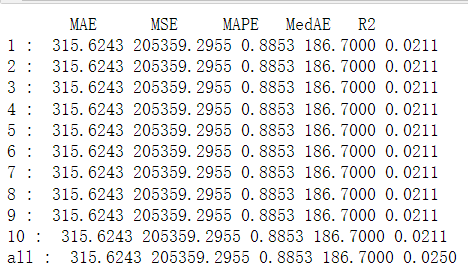 MAE MSE MAPE MedAE R2
1 : 315.6243 205359.2955 0.8853 186.7000 0.0211
2 : 315.6243 205359.2955 0.8853 186.7000 0.0211
3 : 315.6243 205359.2955 0.8853 186.7000 0.0211
4 : 315.6243 205359.2955 0.8853 186.7000 0.0211
5 : 315.6243 205359.2955 0.8853 186.7000 0.0211
6 : 315.6243 205359.2955 0.8853 186.7000 0.0211
7 : 315.6243 205359.2955 0.8853 186.7000 0.0211
8 : 315.6243 205359.2955 0.8853 186.7000 0.0211
9 : 315.6243 205359.2955 0.8853 186.7000 0.0211
10 : 315.6243 205359.2955 0.8853 186.7000 0.0211
all : 315.6243 205359.2955 0.8853 186.7000 0.0250